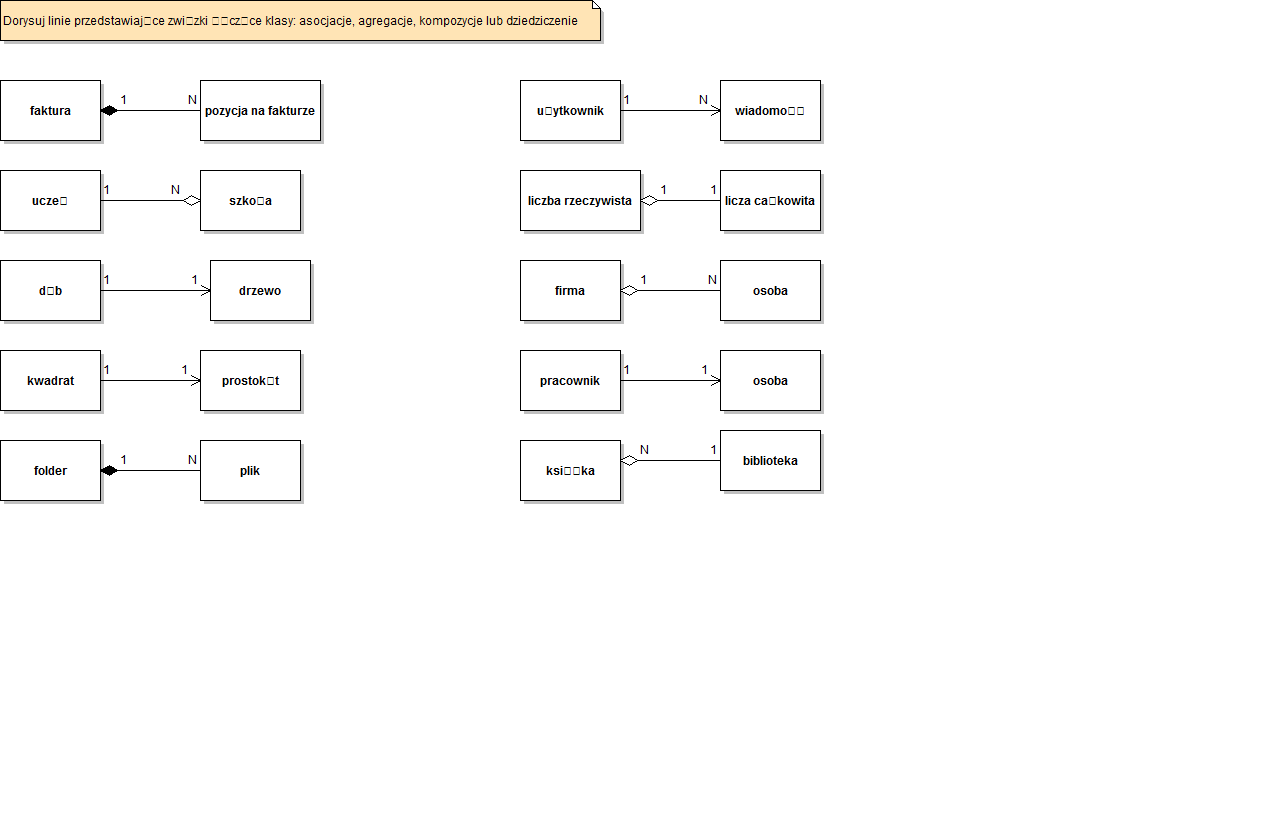 Dorysuj linie przedstawiaj□ce zwi□zki □□cz□ce klasy: asocjacje, agregacje, kompozycje lub dziedziczenie
faktura 1 N pozycja na fakturze
u□ytkownik 1 N wiadomo□□
ucze□ 1 N szko□a
liczba rzeczywista 1 1 licza ca□kowita
d□b 1 1 drzewo
firma 1 N osoba
kwadrat 1 1 prostok□t
pracownik 1 1 osoba
folder 1 N plik
ksi□□ka N 1 biblioteka